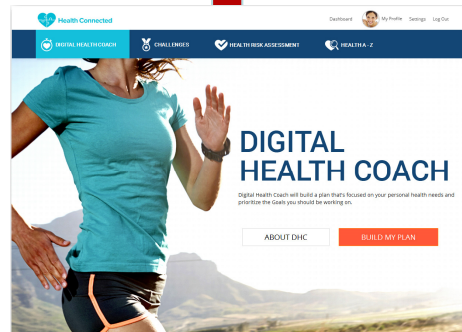 Health Connected
Dashboard My Profile Settings Log Out
DIGITAL HEALTH COACH CHALLENGES HEALTH RISK ASSESSMENT HEALTH A - Z
DIGITAL
HEALTH COACH
Digital Health Coach will build a plan that's focused on your personal health needs and
prioritize the Goals you should be working on.
ABOUT DHC BUILD MY PLAN